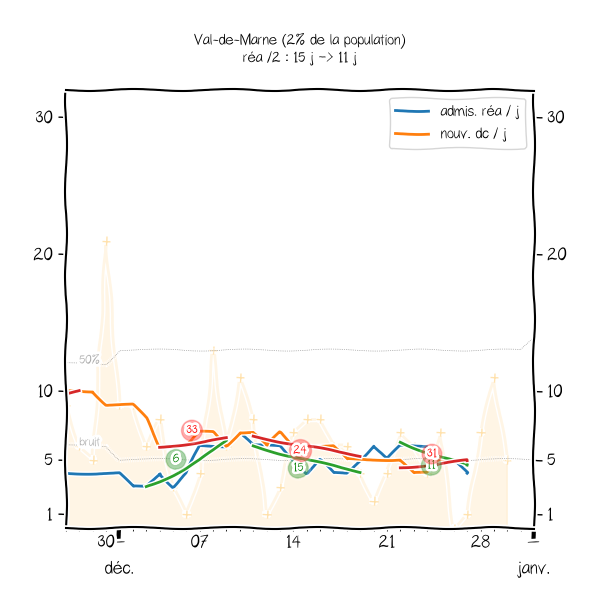 Val-de-Marne (2% de la population)
réa /2 : 15 j -> 11 j
admis. réa / j
nouv. dc / j
30 30
20 20
10 10
5 5
1 1
50%
bruit
33
6
24
15
31
11
30 07 14 21 28
déc. janv.